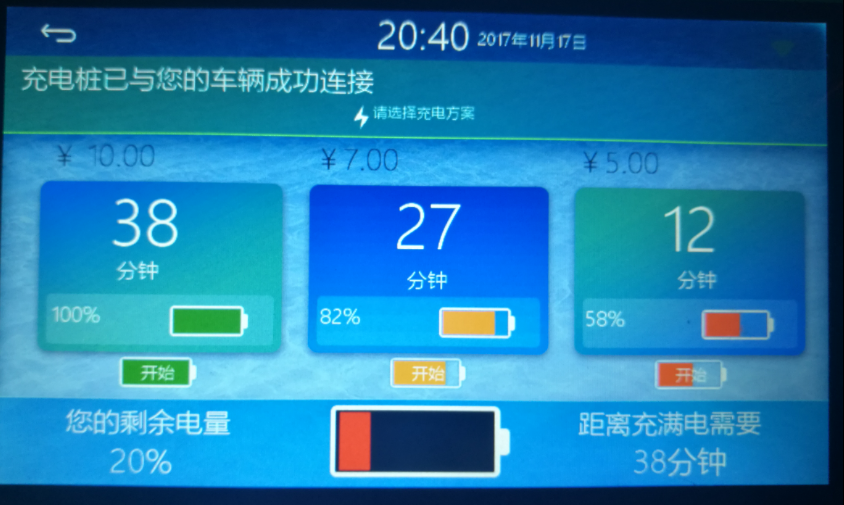 20:40 2017年11月17日
充电桩已与您的车辆成功连接
请选择充电方案
¥ 10.00 ¥ 7.00 ¥ 5.00
38 27 12
分钟 分钟 分钟
100% 82% 58%
开始 开始 开始
您的剩余电量 距离充满电需要
20% 38分钟